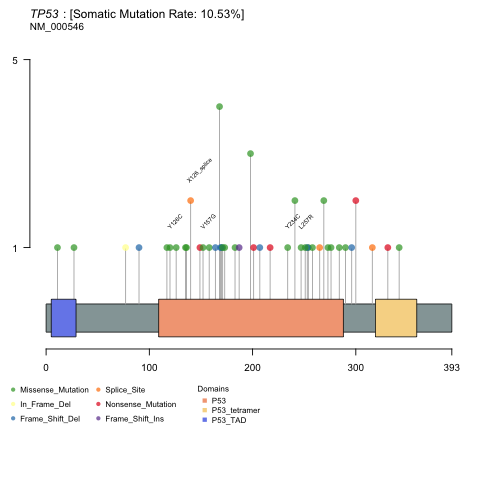 TP53 : [Somatic Mutation Rate: 10.53%]
NM_000546
5
1
Y126C
X126_splice
V157G
Y234C
L257R
0
100
200
300
393
Missense_Mutation
In_Frame_Del
Frame_Shift_Del
Splice_Site
Nonsense_Mutation
Frame_Shift_Ins
Domains
P53
P53_tetramer
P53_TAD